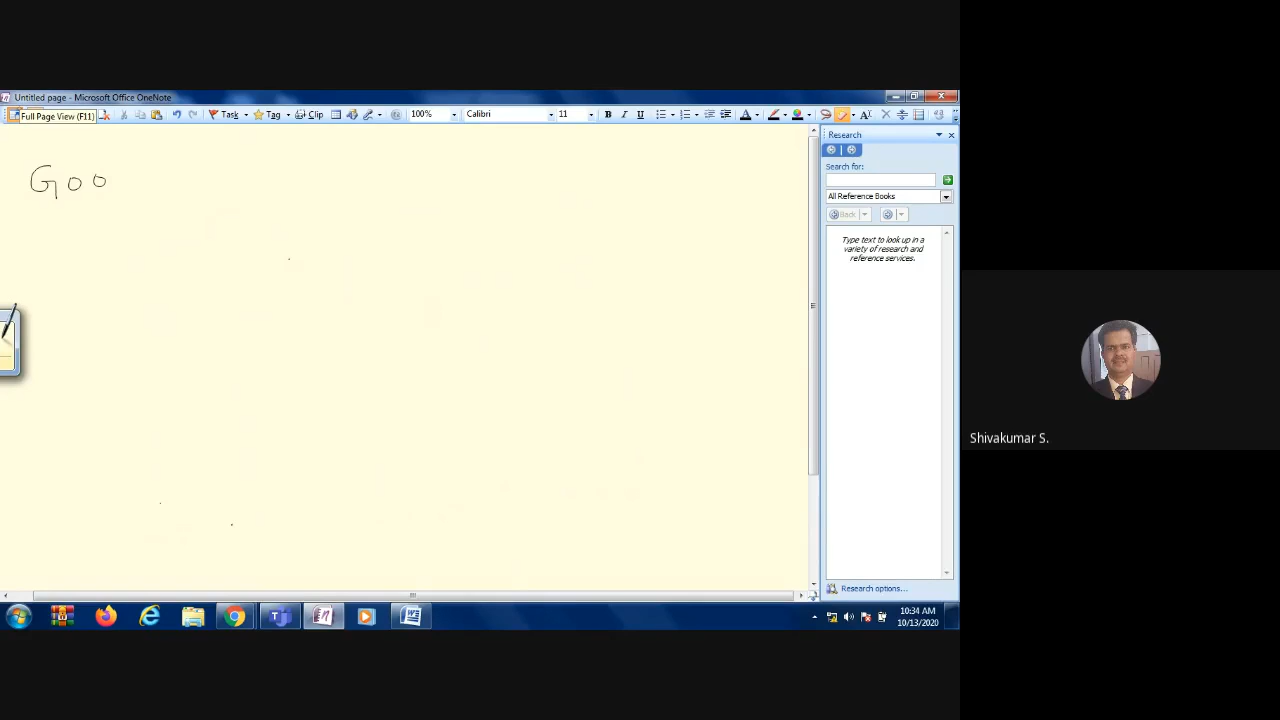 Untitled page - Microsoft Office OneNote
Full Page View (F11)
Task
Tag
Clip
100%
Calibri
11
B I U
Goo
Research
Search for:
All Reference Books
Back
Type text to look up in a
variety of research and
reference services.
Research options...
10:34 AM
10/13/2020
Shivakumar S.